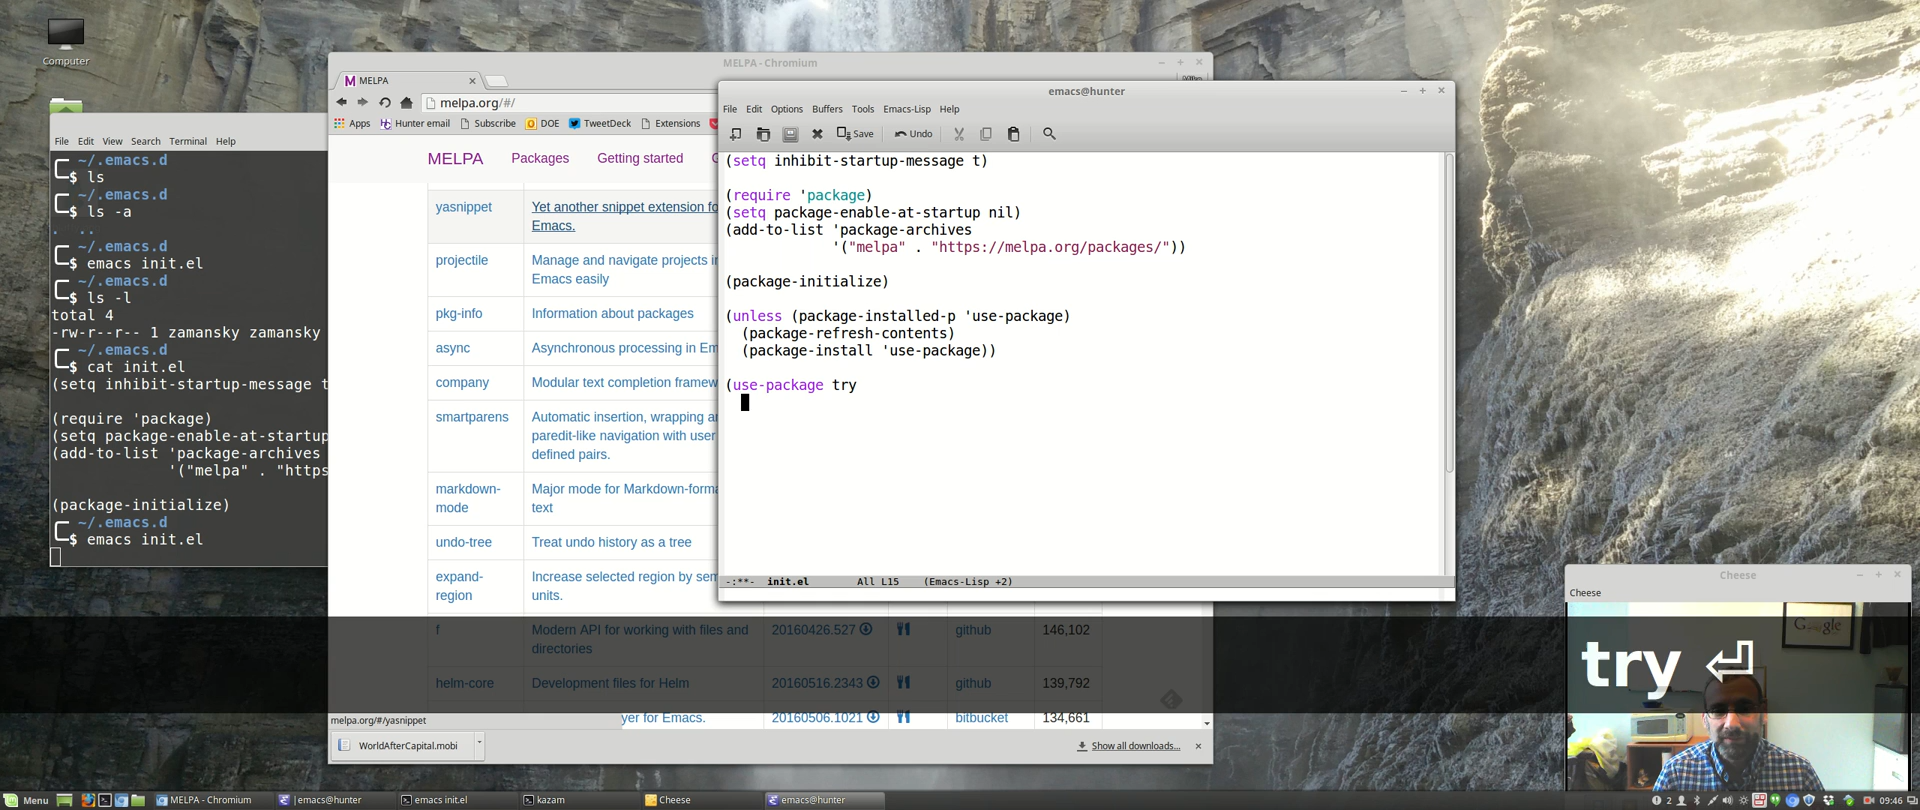 Computer
File Edit View Search Terminal Help
~/.emacs.d
$ ls
~/.emacs.d
$ ls -a
. ..
~/.emacs.d
$ emacs init.el
~/.emacs.d
$ ls -l
total 4
-rw-r--r-- 1 zamansky zamansky
~/.emacs.d
$ cat init.el
(setq inhibit-startup-message t
(require 'package)
(setq package-enable-at-startup
(add-to-list 'package-archives
'("melpa" . "https
(package-initialize)
~/.emacs.d
$ emacs init.el
MELPA - Chromium
MELPA
melpa.org/#/
Apps Hunter email Subscribe DOE TweetDeck Extensions
MELPA Packages Getting started
yasnippet Yet another snippet extension fo
Emacs.
projectile Manage and navigate projects in
Emacs easily
pkg-info Information about packages
async Asynchronous processing in Em
company Modular text completion framew
smartparens Automatic insertion, wrapping a
paredit-like navigation with user
defined pairs.
markdown-
mode
Major mode for Markdown-forma
text
undo-tree Treat undo history as a tree
expand-
region
Increase selected region by sem
units.
f Modern API for working with files and
directories
20160426.527 github 146,102
helm-core Development files for Helm 20160516.2343 github 139,792
yer for Emacs. 20160506.1021 bitbucket 134,661
melpa.org/#/yasnippet
WorldAfterCapital.mobi
Show all downloads...
emacs@hunter
File Edit Options Buffers Tools Emacs-Lisp Help
Save Undo
(setq inhibit-startup-message t)
(require 'package)
(setq package-enable-at-startup nil)
(add-to-list 'package-archives
'("melpa" . "https://melpa.org/packages/"))
(package-initialize)
(unless (package-installed-p 'use-package)
(package-refresh-contents)
(package-install 'use-package))
(use-package try
-:**- init.el All L15 (Emacs-Lisp +2)
Cheese
Cheese
Google
try ⏎
Menu MELPA - Chromium |emacs@hunter emacs init.el kazam Cheese emacs@hunter 2 09:46